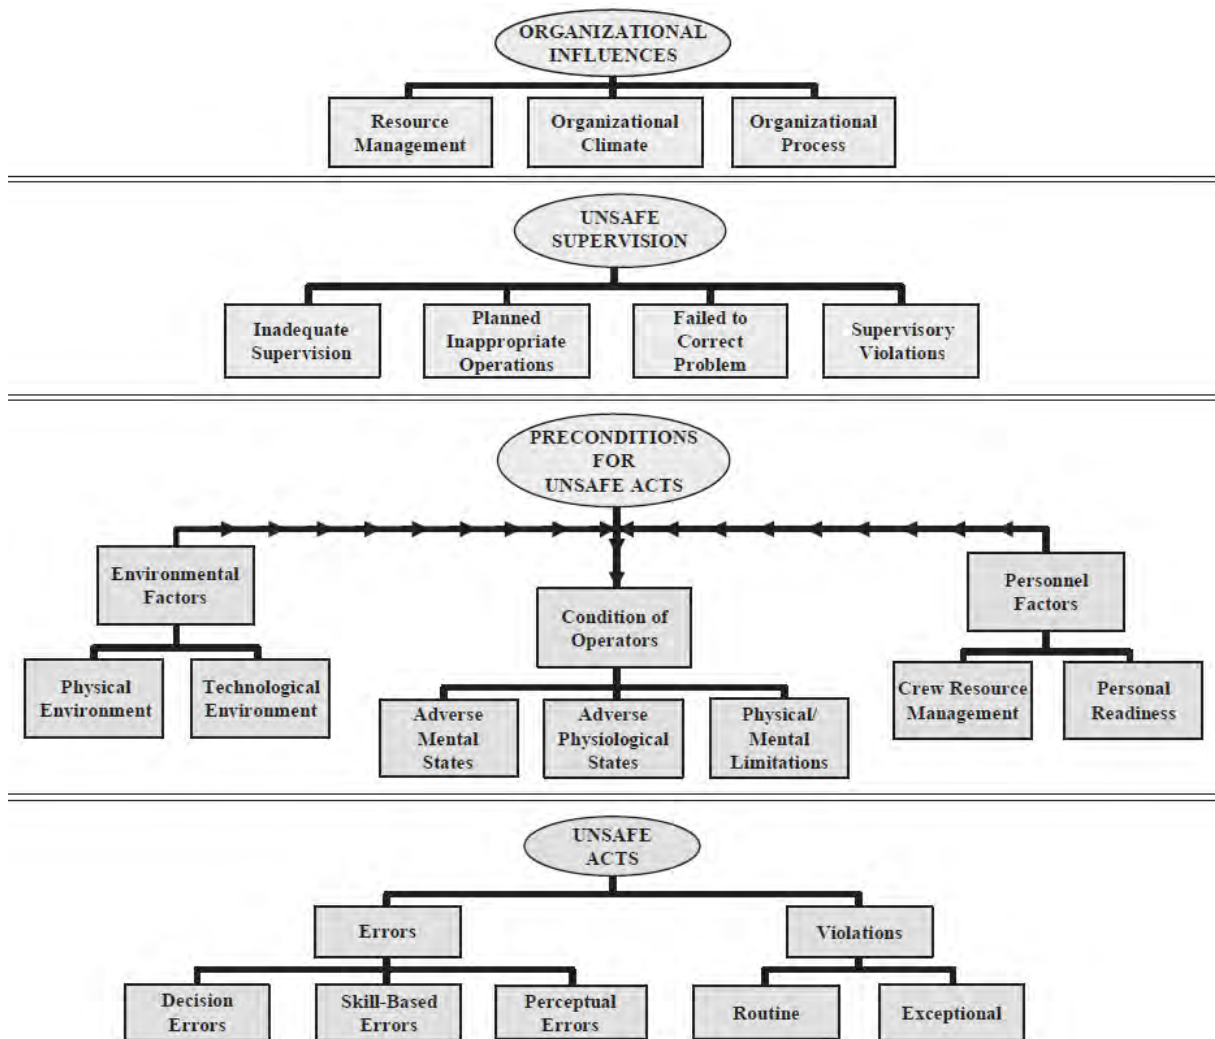 ORGANIZATIONAL
INFLUENCES
Resource
Management
Organizational
Climate
Organizational
Process
UNSAFE
SUPERVISION
Inadequate
Supervision
Planned
Inappropriate
Operations
Failed to
Correct
Problem
Supervisory
Violations
PRECONDITIONS
FOR
UNSAFE ACTS
Environmental
Factors
Physical
Environment
Technological
Environment
Condition of
Operators
Adverse
Mental
States
Adverse
Physiological
States
Physical/
Mental
Limitations
Personnel
Factors
Crew Resource
Management
Personal
Readiness
UNSAFE
ACTS
Errors
Decision
Errors
Skill-Based
Errors
Perceptual
Errors
Violations
Routine
Exceptional